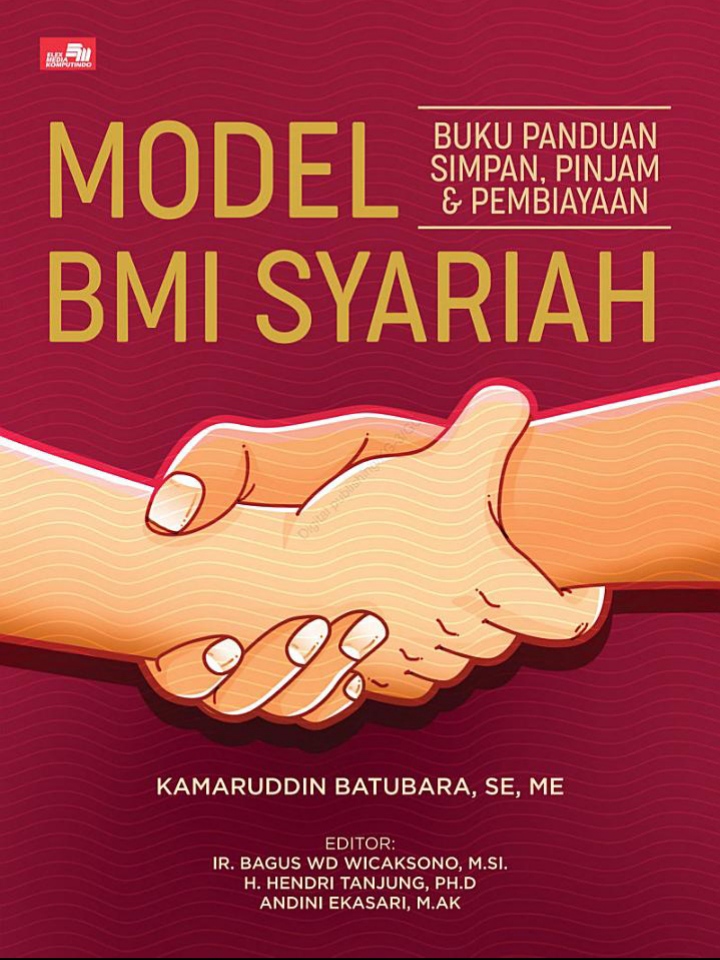 ELEX
MEDIA
KOMPUTINDO
MODEL
BUKU PANDUAN
SIMPAN, PINJAM
& PEMBIAYAAN
BMI SYARIAH
KAMARUDDIN BATUBARA, SE, ME
EDITOR:
IR. BAGUS WD WICAKSONO, M.SI.
H. HENDRI TANJUNG, PH.D
ANDINI EKASARI, M.AK